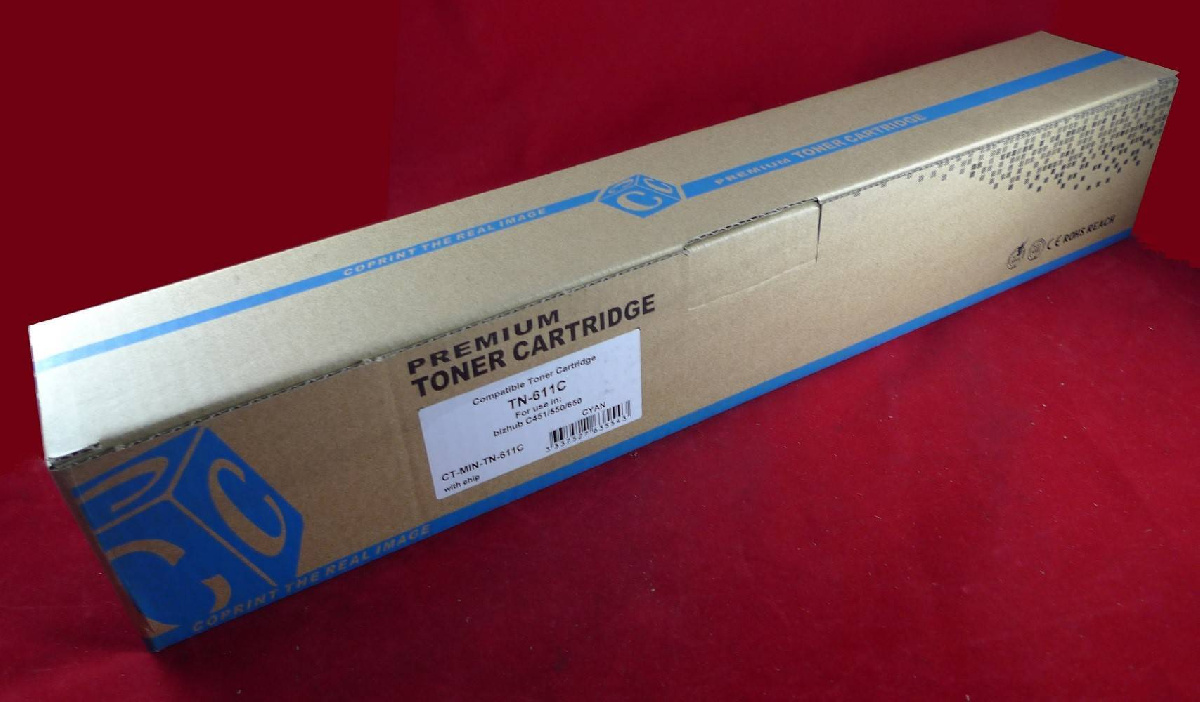 COPRINT THE REAL IMAGE
CC
PREMIUM TONER CARTRIDGE
CE ROHS REACH
PREMIUM
TONER CARTRIDGE
Compatible Toner Cartridge
TN-611C
For use in:
bizhub C451/550/650
CYAN
CT-MIN-TN-611C
with chip
COPRINT THE REAL IMAGE